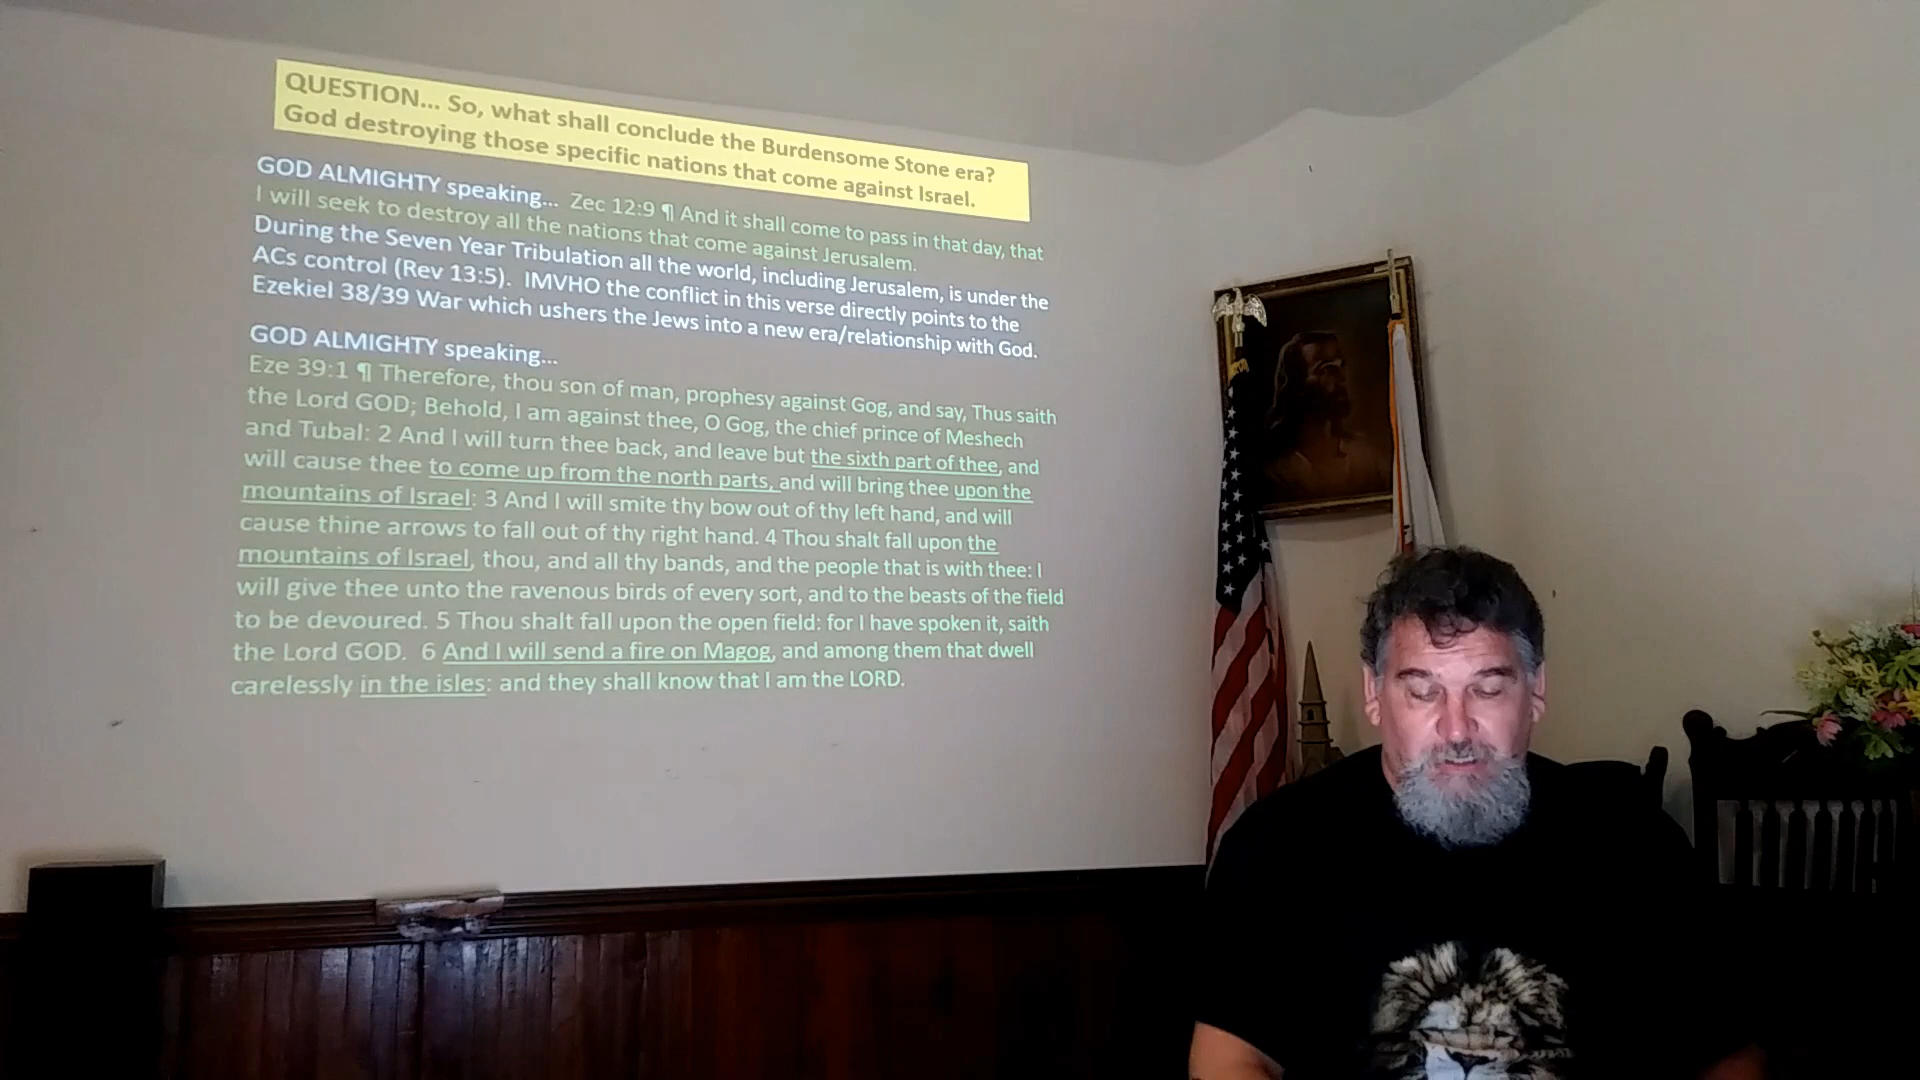 QUESTION... So, what shall conclude the Burdensome Stone era?
God destroying those specific nations that come against Israel.
GOD ALMIGHTY speaking... Zec 12:9 ¶ And it shall come to pass in that day, that
I will seek to destroy all the nations that come against Jerusalem.
During the Seven Year Tribulation all the world, including Jerusalem, is under the
ACs control (Rev 13:5). IMVHO the conflict in this verse directly points to the
Ezekiel 38/39 War which ushers the Jews into a new era/relationship with God.
GOD ALMIGHTY speaking...
Eze 39:1 ¶ Therefore, thou son of man, prophesy against Gog, and say, Thus saith
the Lord GOD; Behold, I am against thee, O Gog, the chief prince of Meshech
and Tubal: 2 And I will turn thee back, and leave but the sixth part of thee, and
will cause thee to come up from the north parts, and will bring thee upon the
mountains of Israel: 3 And I will smite thy bow out of thy left hand, and will
cause thine arrows to fall out of thy right hand. 4 Thou shalt fall upon the
mountains of Israel, thou, and all thy bands, and the people that is with thee: I
will give thee unto the ravenous birds of every sort, and to the beasts of the field
to be devoured. 5 Thou shalt fall upon the open field: for I have spoken it, saith
the Lord GOD. 6 And I will send a fire on Magog, and among them that dwell
carelessly in the isles: and they shall know that I am the LORD.